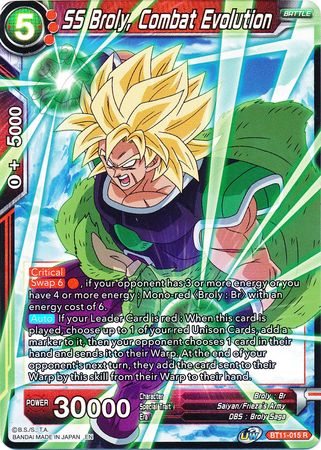 5
SS Broly, Combat Evolution
BATTLE
0 + 5000
Critical
Swap 6 , if your opponent has 3 or more energy or you
have 4 or more energy : Mono-red 《Broly : Br》 with an
energy cost of 6.
Auto If your Leader Card is red : When this card is
played, choose up to 1 of your red Unison Cards, add a
marker to it, then your opponent chooses 1 card in their
hand and sends it to their Warp. At the end of your
opponent's next turn, they add the card sent to their
Warp by this skill from their Warp to their hand.
POWER 30000
Character Broly : Br
Special Trait Saiyan/Frieza's Army
Era DBS : Broly Saga
©B.S./S.,T.A.
BANDAI MADE IN JAPAN EN
BT11-015 R